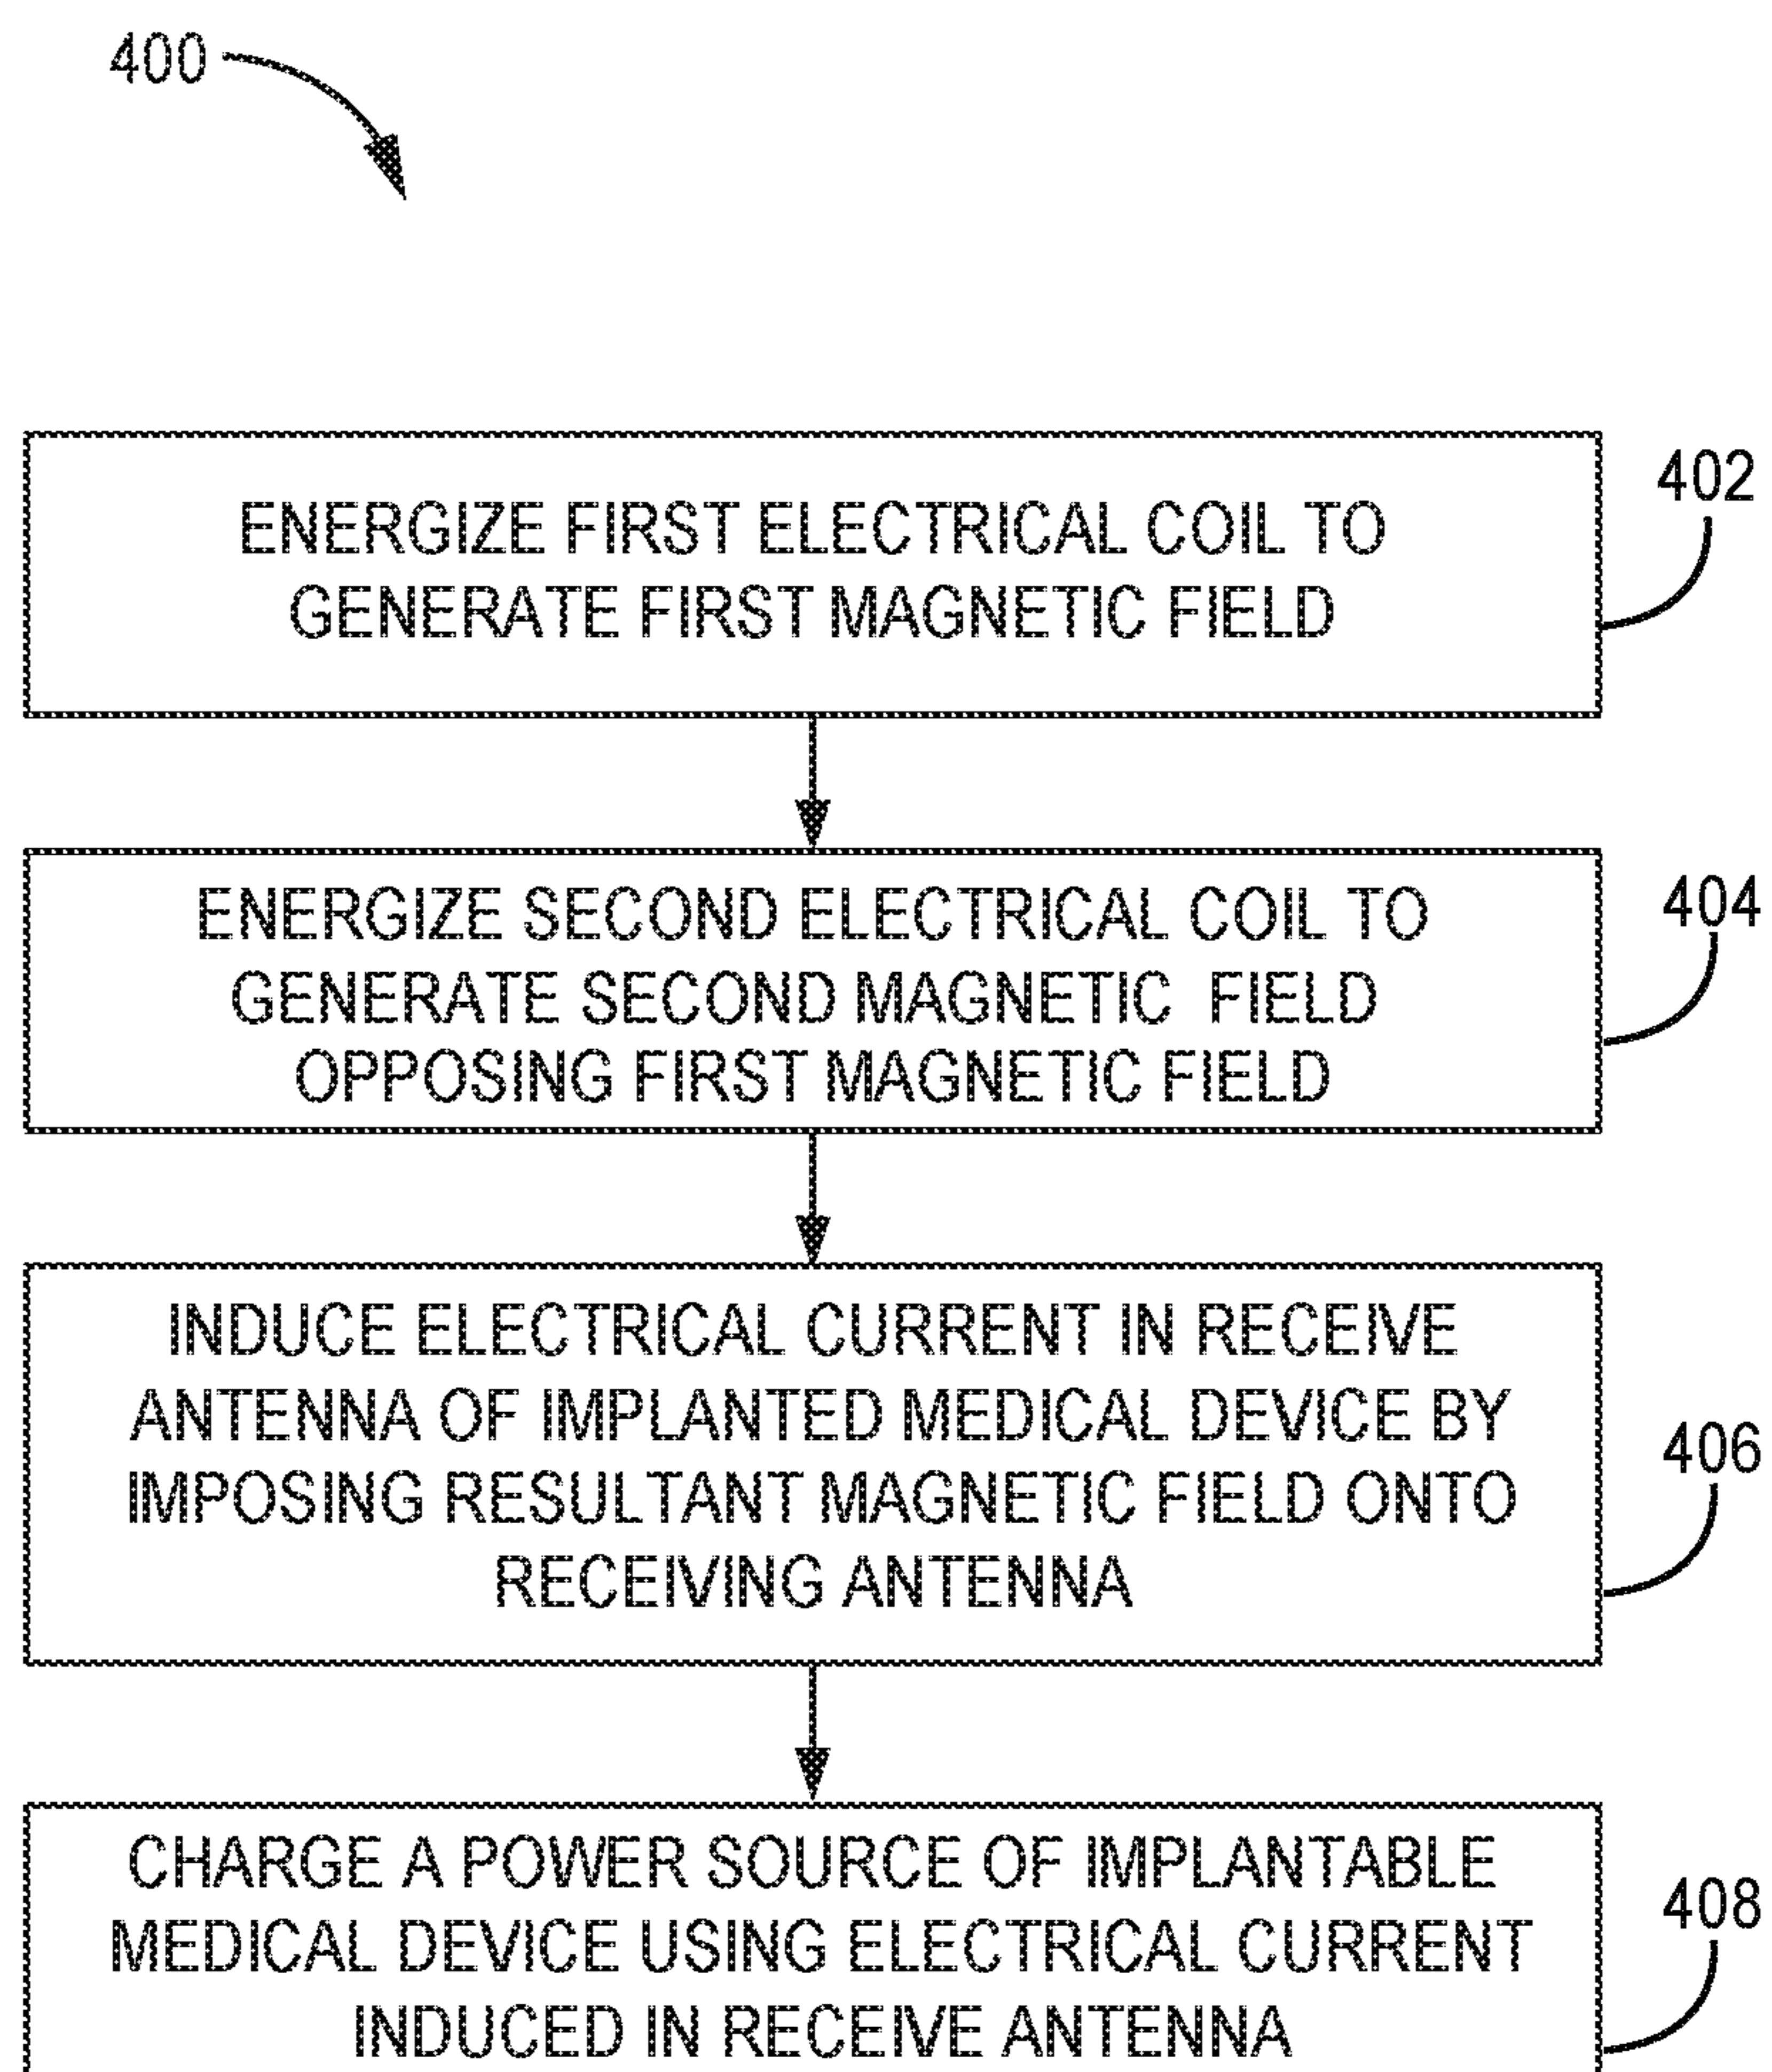 400
402
ENERGIZE FIRST ELECTRICAL COIL TO
GENERATE FIRST MAGNETIC FIELD
404
ENERGIZE SECOND ELECTRICAL COIL TO
GENERATE SECOND MAGNETIC FIELD
OPPOSING FIRST MAGNETIC FIELD
406
INDUCE ELECTRICAL CURRENT IN RECEIVE
ANTENNA OF IMPLANTED MEDICAL DEVICE BY
IMPOSING RESULTANT MAGNETIC FIELD ONTO
RECEIVING ANTENNA
408
CHARGE A POWER SOURCE OF IMPLANTABLE
MEDICAL DEVICE USING ELECTRICAL CURRENT
INDUCED IN RECEIVE ANTENNA